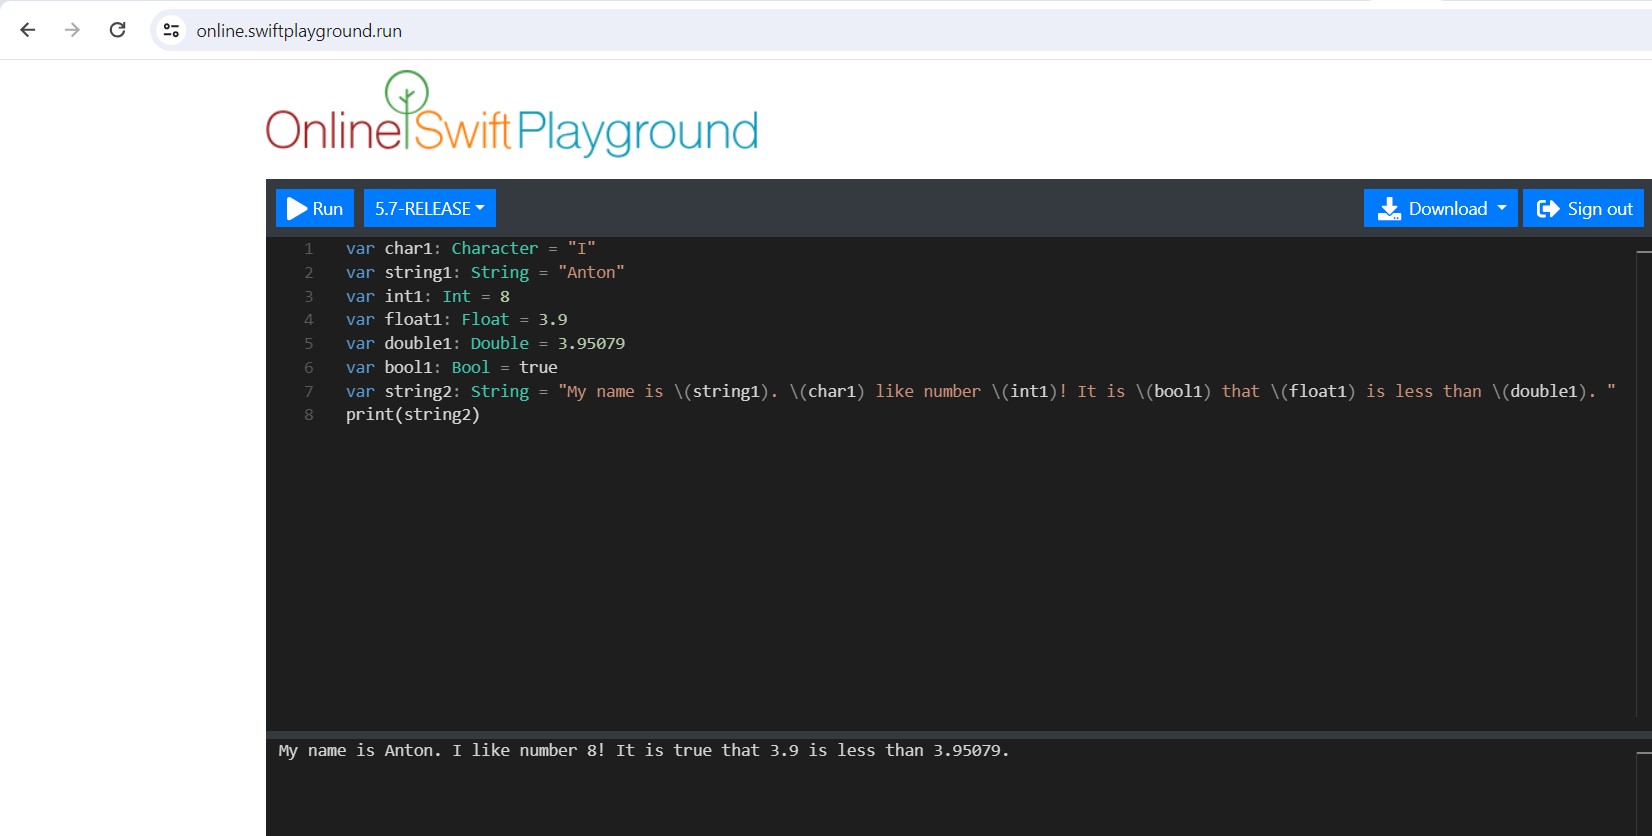 online.swiftplayground.run
Online Swift Playground
Run 5.7-RELEASE Download Sign out
1 var char1: Character = "I"
2 var string1: String = "Anton"
3 var int1: Int = 8
4 var float1: Float = 3.9
5 var double1: Double = 3.95079
6 var bool1: Bool = true
7 var string2: String = "My name is \(string1). \(char1) like number \(int1)! It is \(bool1) that \(float1) is less than \(double1). "
8 print(string2)
My name is Anton. I like number 8! It is true that 3.9 is less than 3.95079.